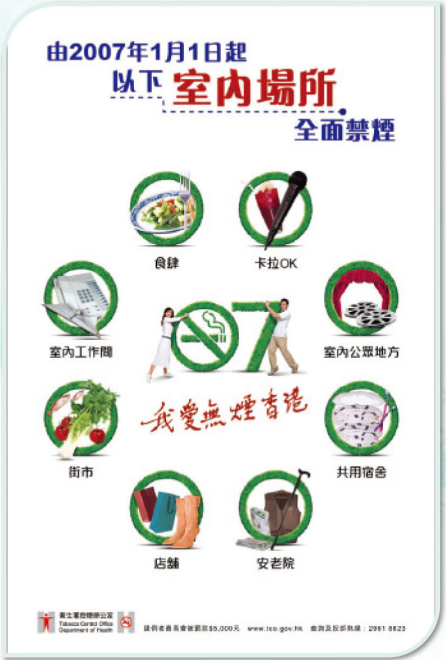 由2007年1月1日起
以下室內場所
全面禁煙
食肆
卡拉OK
室內工作間
室內公眾地方
07
我愛無煙香港
街市
共用宿舍
店舖
安老院
衞生署控煙辦公室
Tobacco Control Office
Department of Health
違例者最高會被罰款$5,000元 www.tco.gov.hk 查詢及投訴熱線：2961 8823